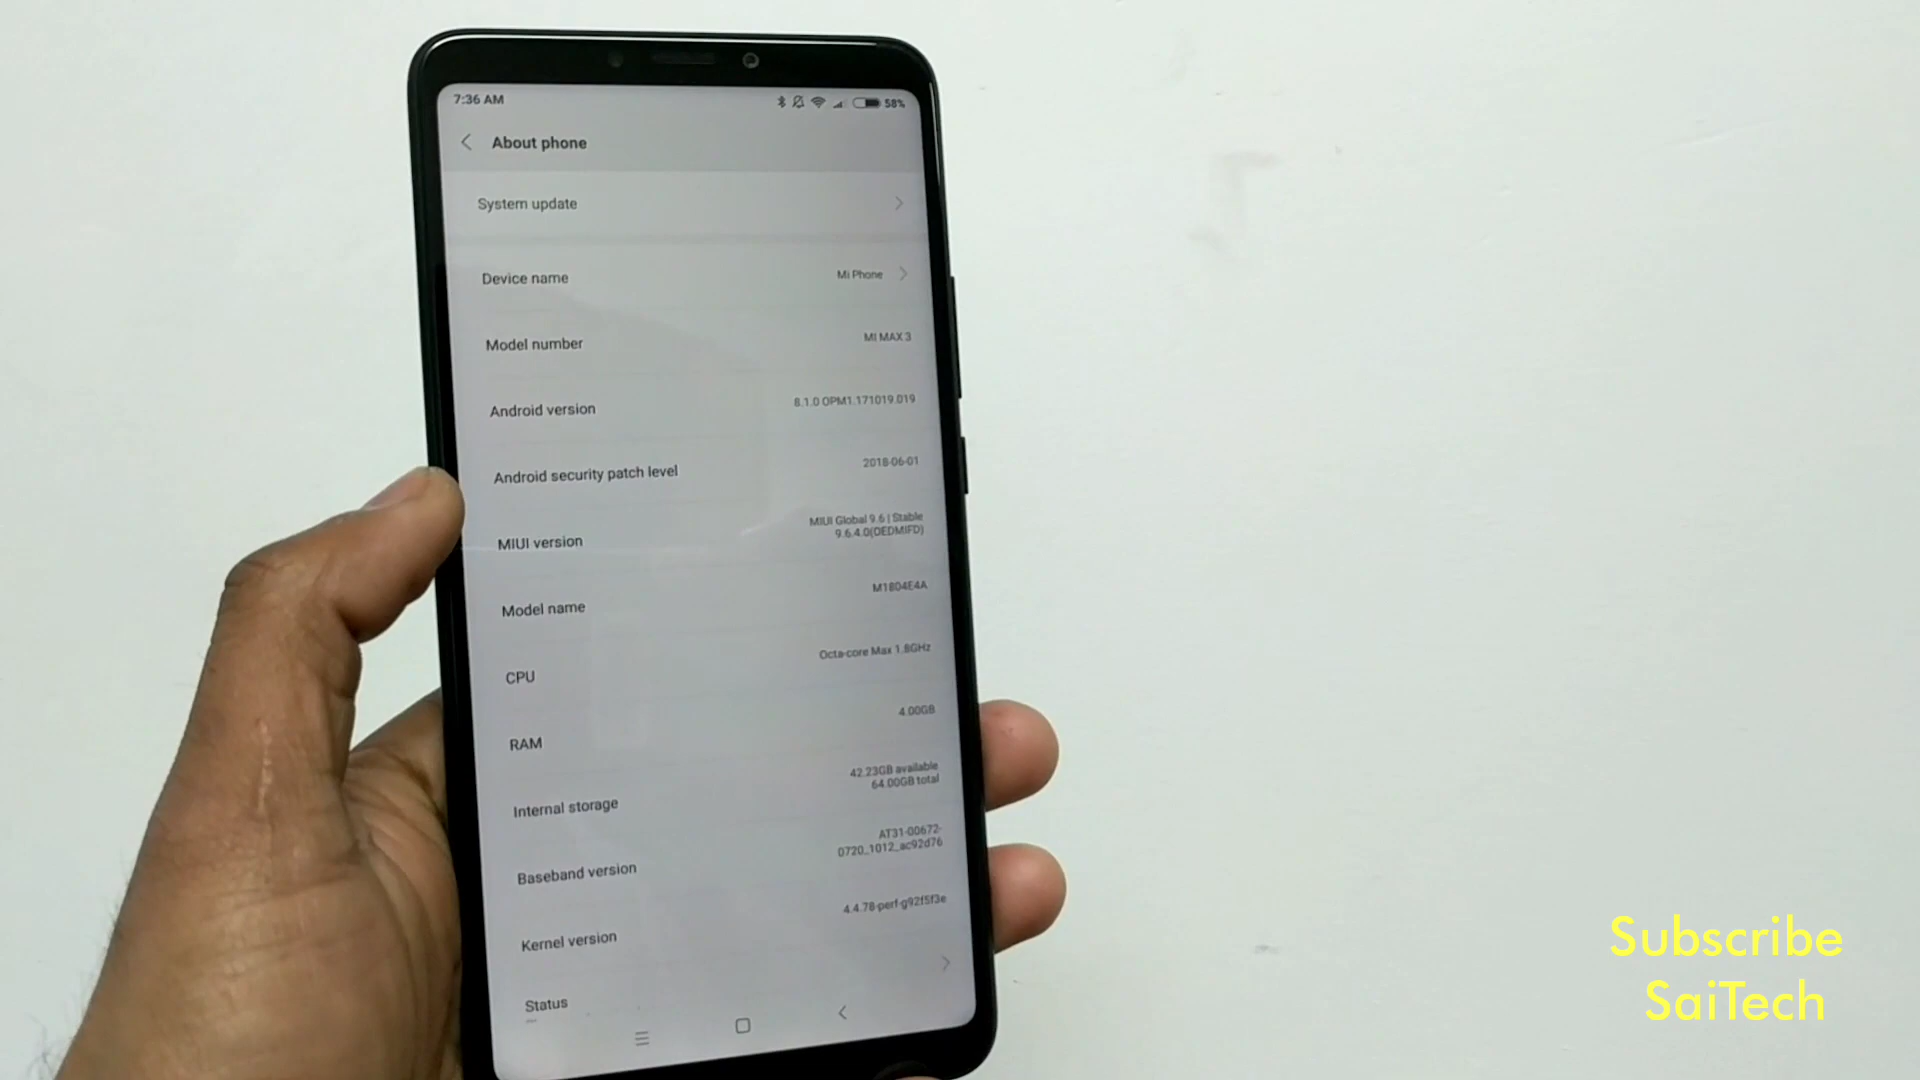 7:36 AM
58%
About phone
System update
Device name
Mi Phone
Model number
MI MAX 3
Android version
8.1.0 OPM1.171019.019
Android security patch level
2018-06-01
MIUI version
MIUI Global 9.6 | Stable
9.6.4.0(OEDMIFD)
Model name
M1804E4A
CPU
Octa-core Max 1.8GHz
RAM
4.00GB
Internal storage
42.23GB available
64.00GB total
Baseband version
AT31-00672-
0720_1012_ac92d76
Kernel version
4.4.78-perf-g92f5f3e
Status
Subscribe
SaiTech